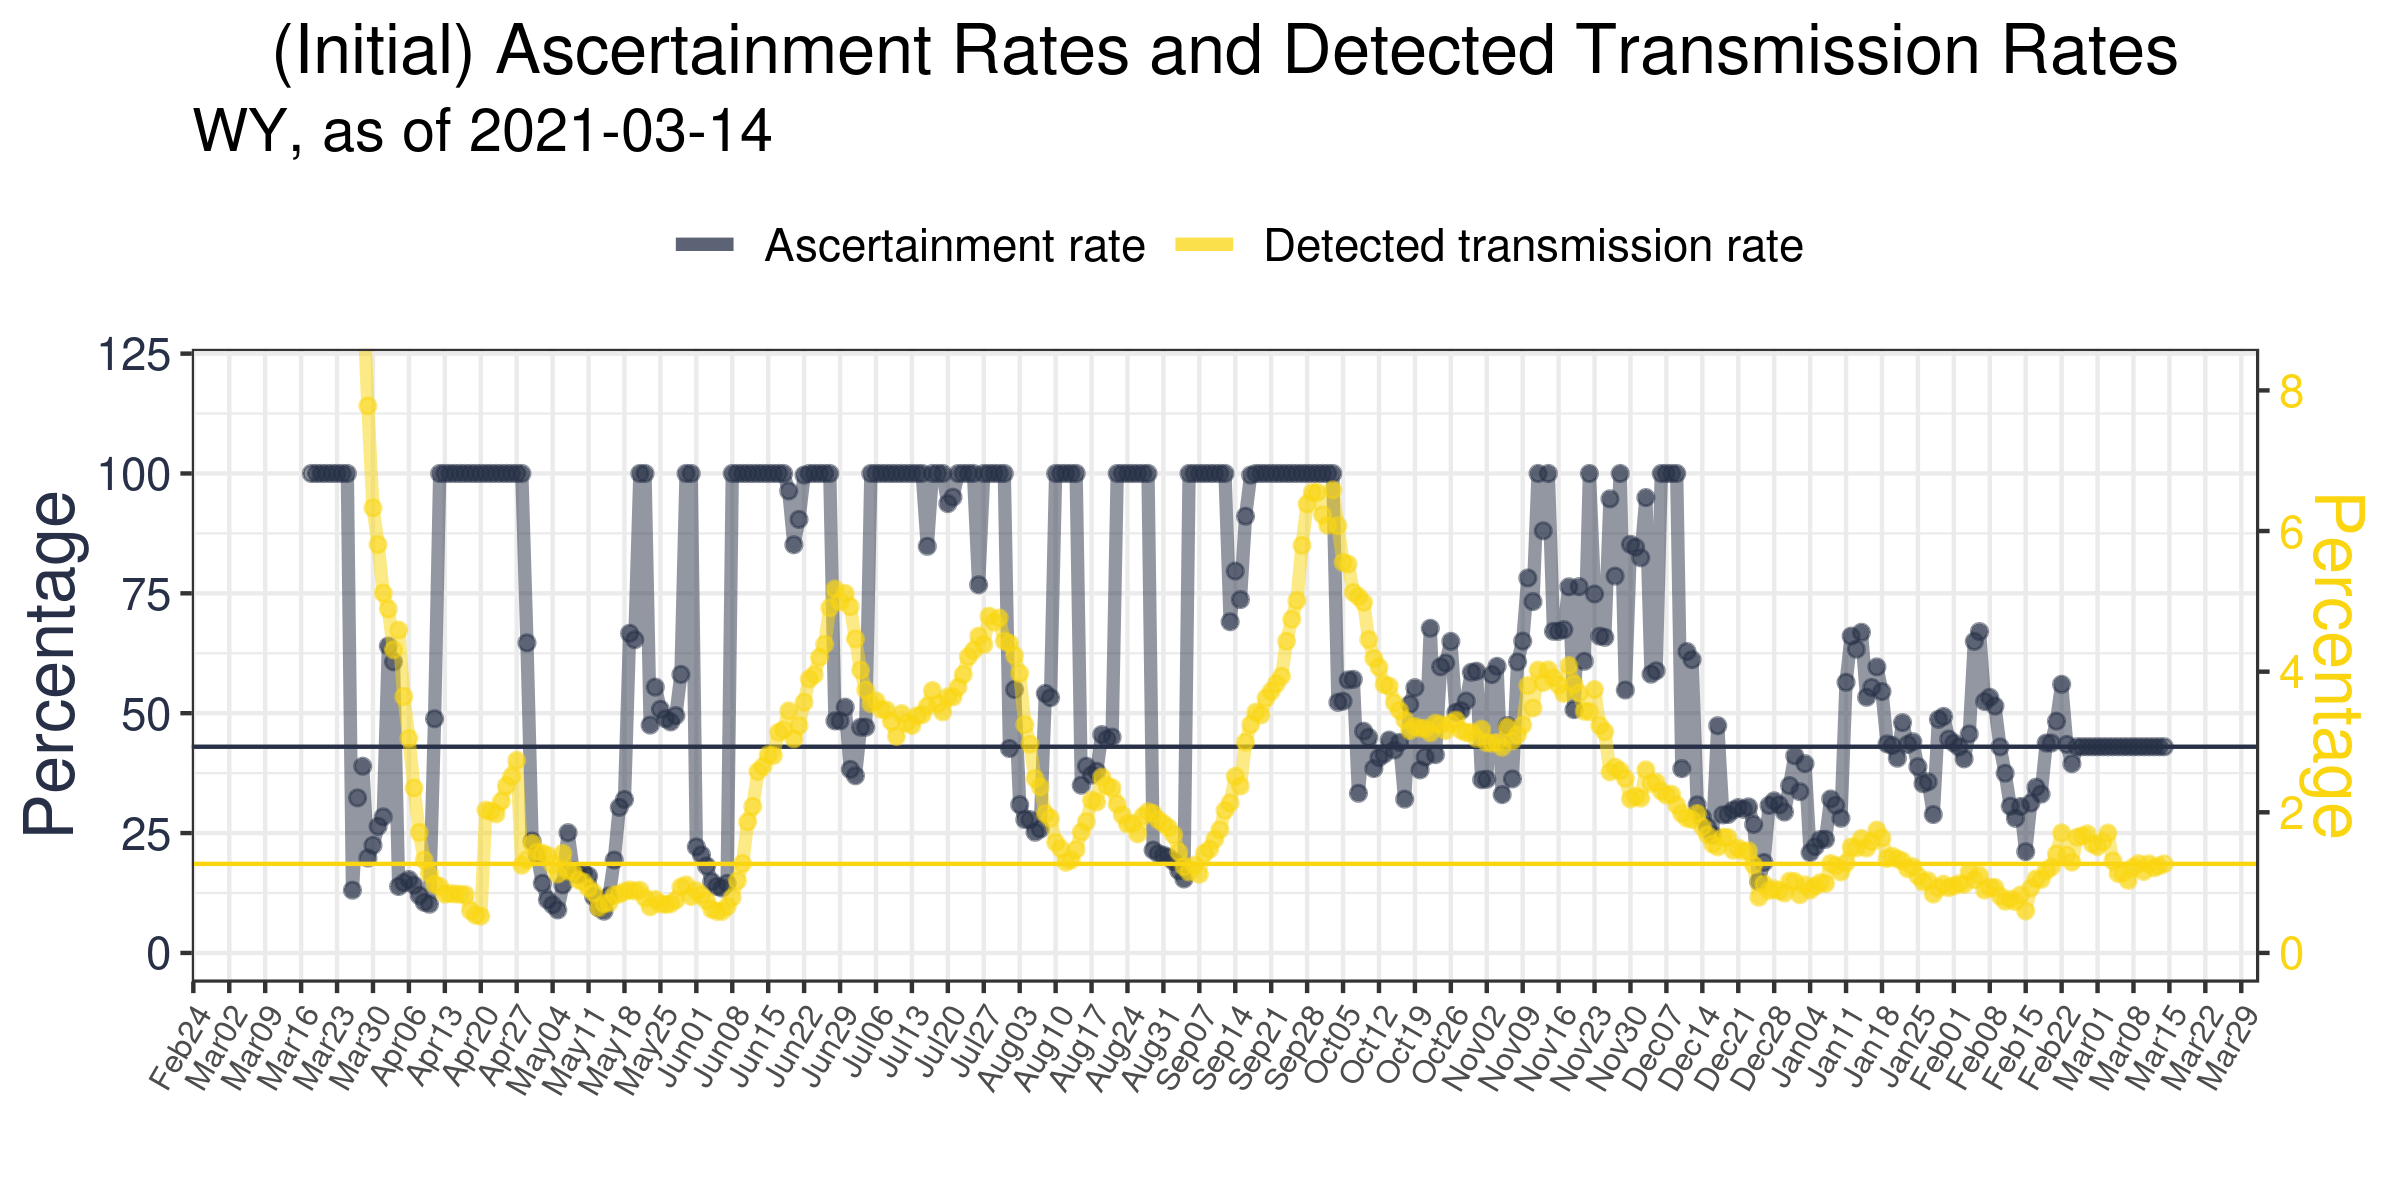 (Initial) Ascertainment Rates and Detected Transmission Rates
WY, as of 2021-03-14
Ascertainment rate
Detected transmission rate
Percentage
125
100
75
50
25
0
8
6
4
2
0
Percentage
Feb24
Mar02
Mar09
Mar16
Mar23
Mar30
Apr06
Apr13
Apr20
Apr27
May04
May11
May18
May25
Jun01
Jun08
Jun15
Jun22
Jun29
Jul06
Jul13
Jul20
Jul27
Aug03
Aug10
Aug17
Aug24
Aug31
Sep07
Sep14
Sep21
Sep28
Oct05
Oct12
Oct19
Oct26
Nov02
Nov09
Nov16
Nov23
Nov30
Dec07
Dec14
Dec21
Dec28
Jan04
Jan11
Jan18
Jan25
Feb01
Feb08
Feb15
Feb22
Mar01
Mar08
Mar15
Mar22
Mar29